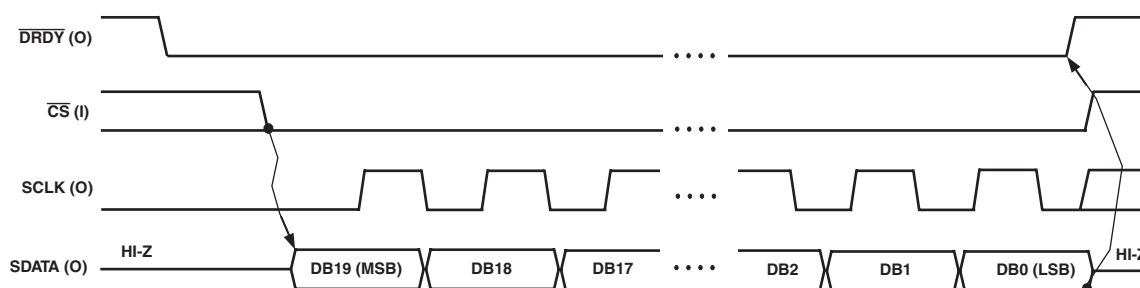 DRDY (O)
CS (I)
SCLK (O)
SDATA (O)
HI-Z
DB19 (MSB)
DB18
DB17
DB2
DB1
DB0 (LSB)
HI-Z